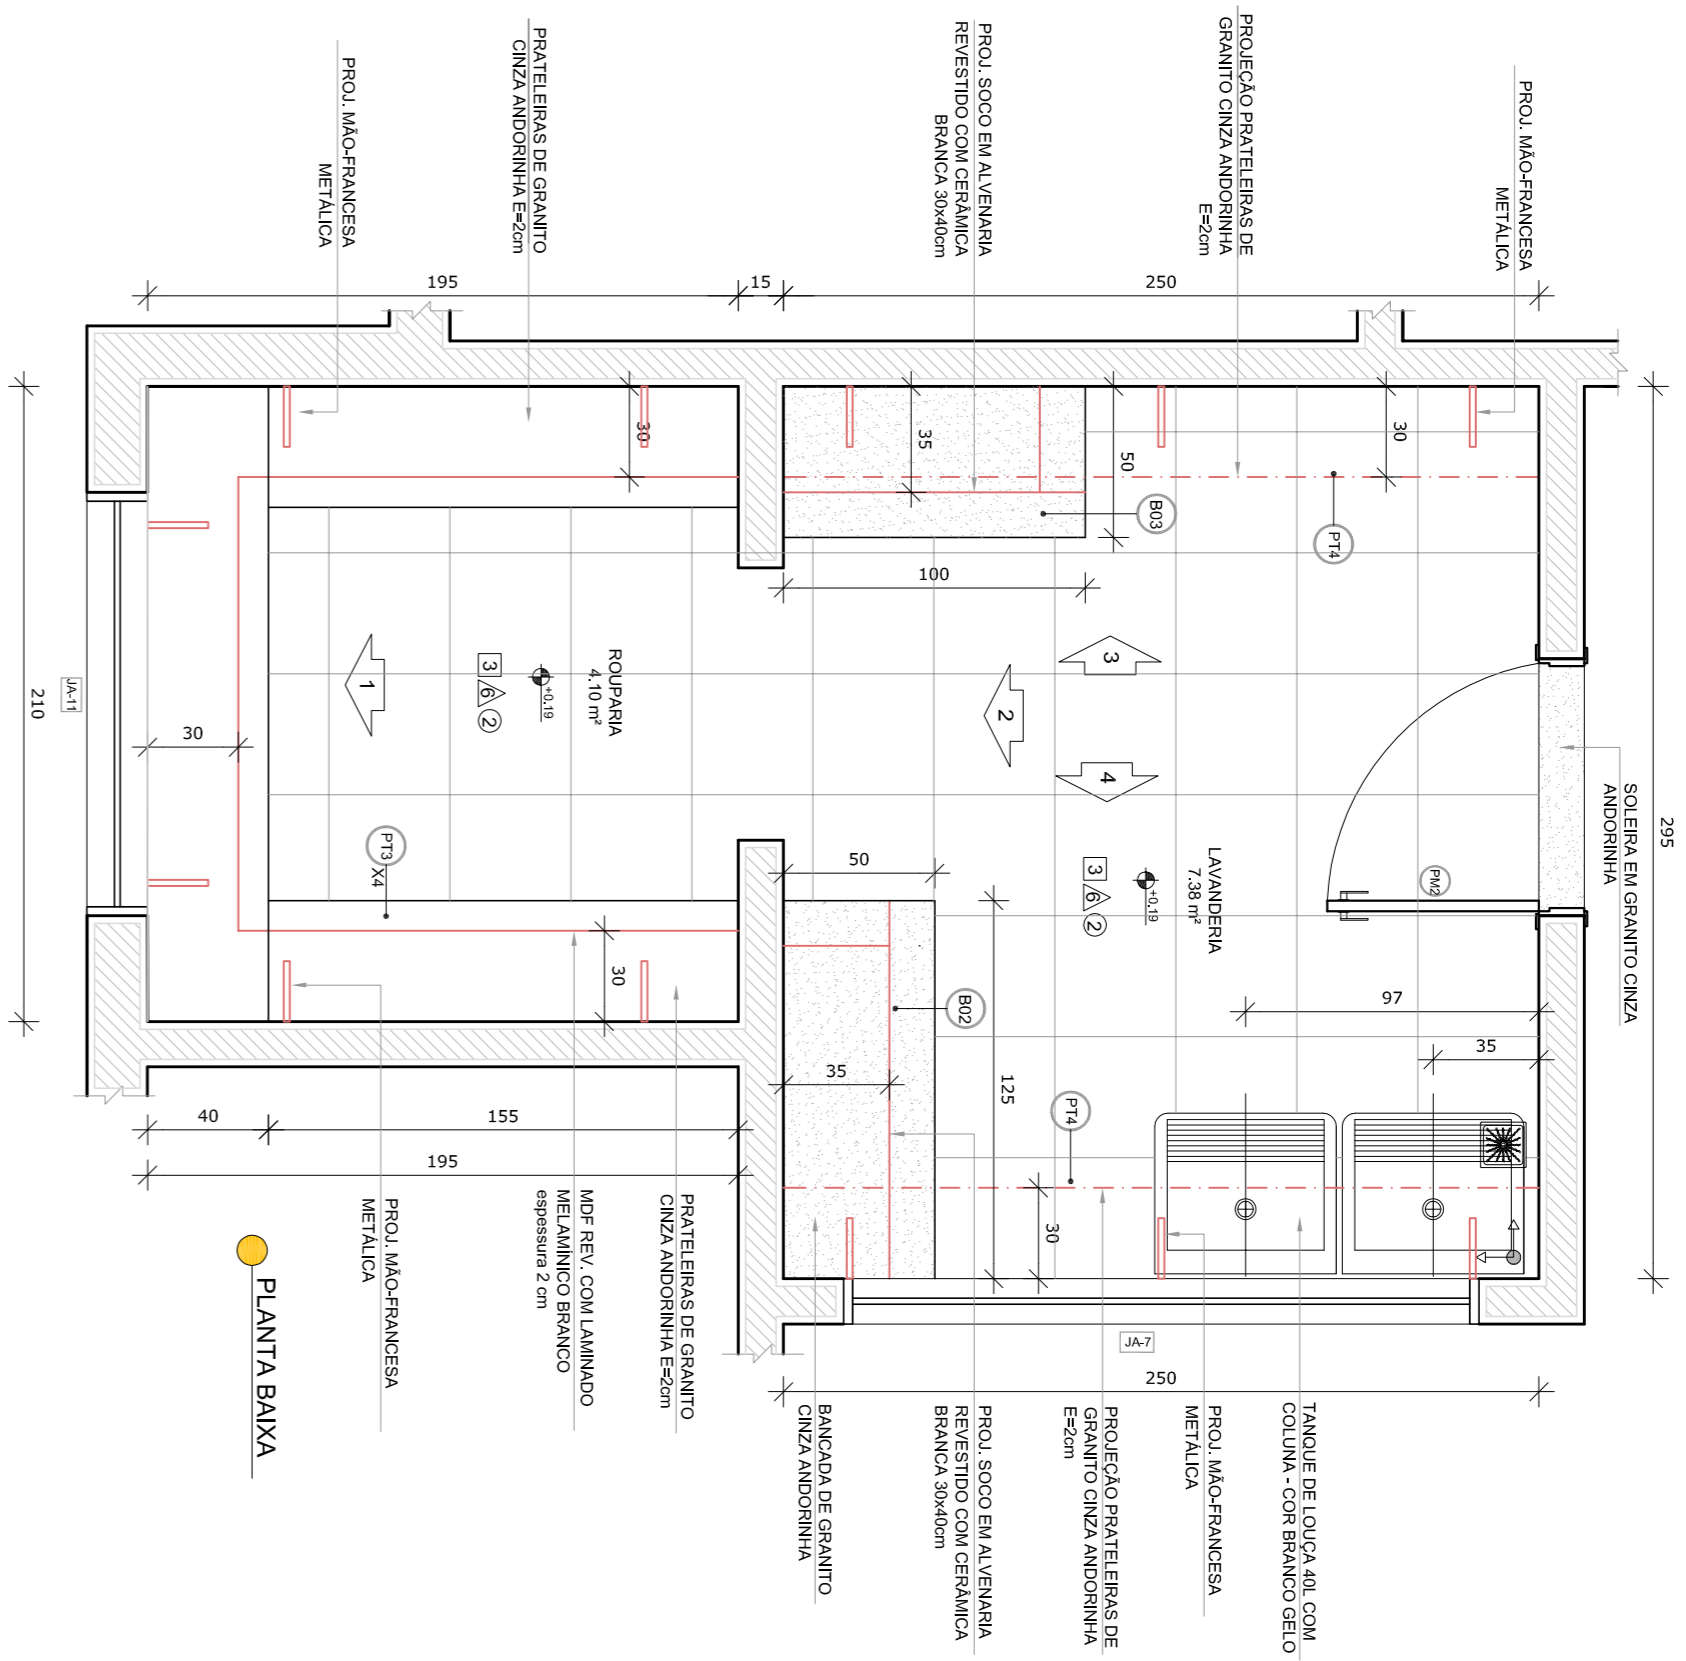 PROJ. MÃO-FRANCESA
METÁLICA
PRATELEIRAS DE GRANITO
CINZA ANDORINHA E=2cm
PROJ. SOCO EM ALVENARIA
REVESTIDO COM CERÂMICA
BRANCA 30x40cm
PROJEÇÃO PRATELEIRAS DE
GRANITO CINZA ANDORINHA
E=2cm
PROJ. MÃO-FRANCESA
METÁLICA
195
15
250
30
35
50
30
B03
PT4
100
ROUPARIA
4.10 m²
+0.19
3
6
2
1
2
3
4
JA-11
210
30
PT3
X4
30
50
LAVANDERIA
7.38 m²
+0.19
3
6
2
PM2
SOLEIRA EM GRANITO CINZA
ANDORINHA
295
97
35
B02
35
125
PT4
30
40
155
195
JA-7
250
PROJ. MÃO-FRANCESA
METÁLICA
MDF REV. COM LAMINADO
MELAMÍNICO BRANCO
espessura 2 cm
PRATELEIRAS DE GRANITO
CINZA ANDORINHA E=2cm
BANCADA DE GRANITO
CINZA ANDORINHA
PROJ. SOCO EM ALVENARIA
REVESTIDO COM CERÂMICA
BRANCA 30x40cm
PROJEÇÃO PRATELEIRAS DE
GRANITO CINZA ANDORINHA
E=2cm
PROJ. MÃO-FRANCESA
METÁLICA
TANQUE DE LOUÇA 40L COM
COLUNA - COR BRANCO GELO
PLANTA BAIXA